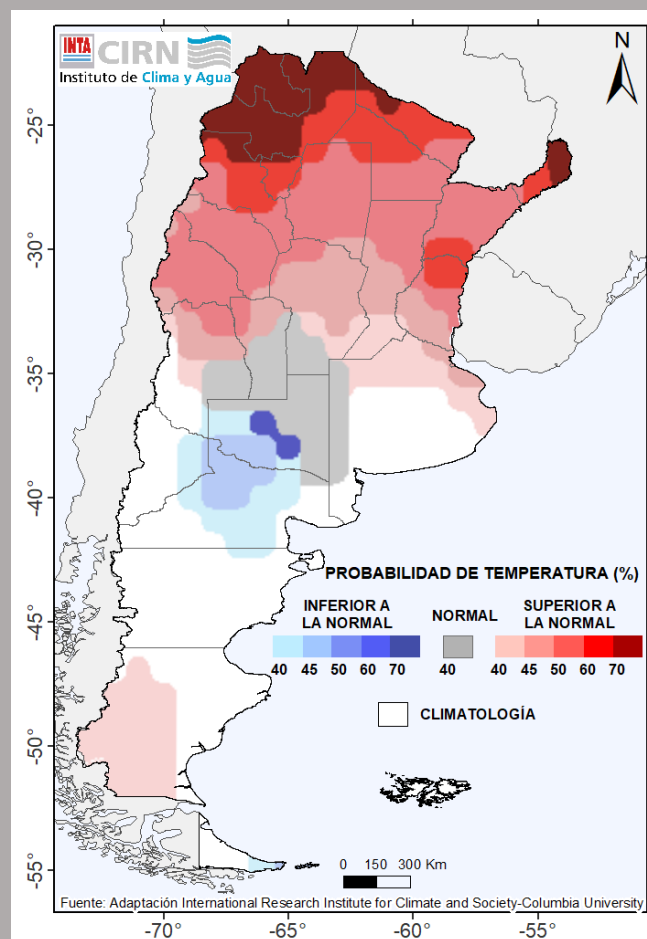 INTA CIRN
Instituto de Clima y Agua
N
-25°
-30°
-35°
-40°
-45°
-50°
-55°
PROBABILIDAD DE TEMPERATURA (%)
INFERIOR A
LA NORMAL
NORMAL
SUPERIOR A
LA NORMAL
40 45 50 60 70
40
40 45 50 60 70
CLIMATOLOGÍA
0 150 300 Km
Fuente: Adaptación International Research Institute for Climate and Society-Columbia University
-70° -65° -60° -55°